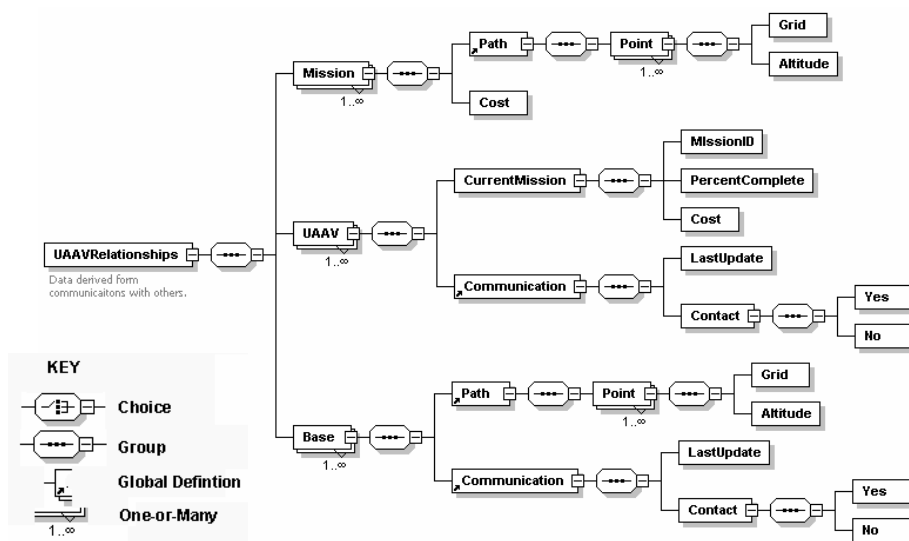 Grid
Path
Point
Altitude
1..∞
Mission
1..∞
Cost
MIssionID
CurrentMission
PercentComplete
Cost
UAAV
1..∞
UAAVRelationships
Data derived form
communicaitons with others.
LastUpdate
Communication
Contact
Yes
No
Grid
Path
Point
Altitude
1..∞
Base
1..∞
LastUpdate
Communication
Contact
Yes
No
KEY
Choice
Group
Global Defintion
One-or-Many
1..∞